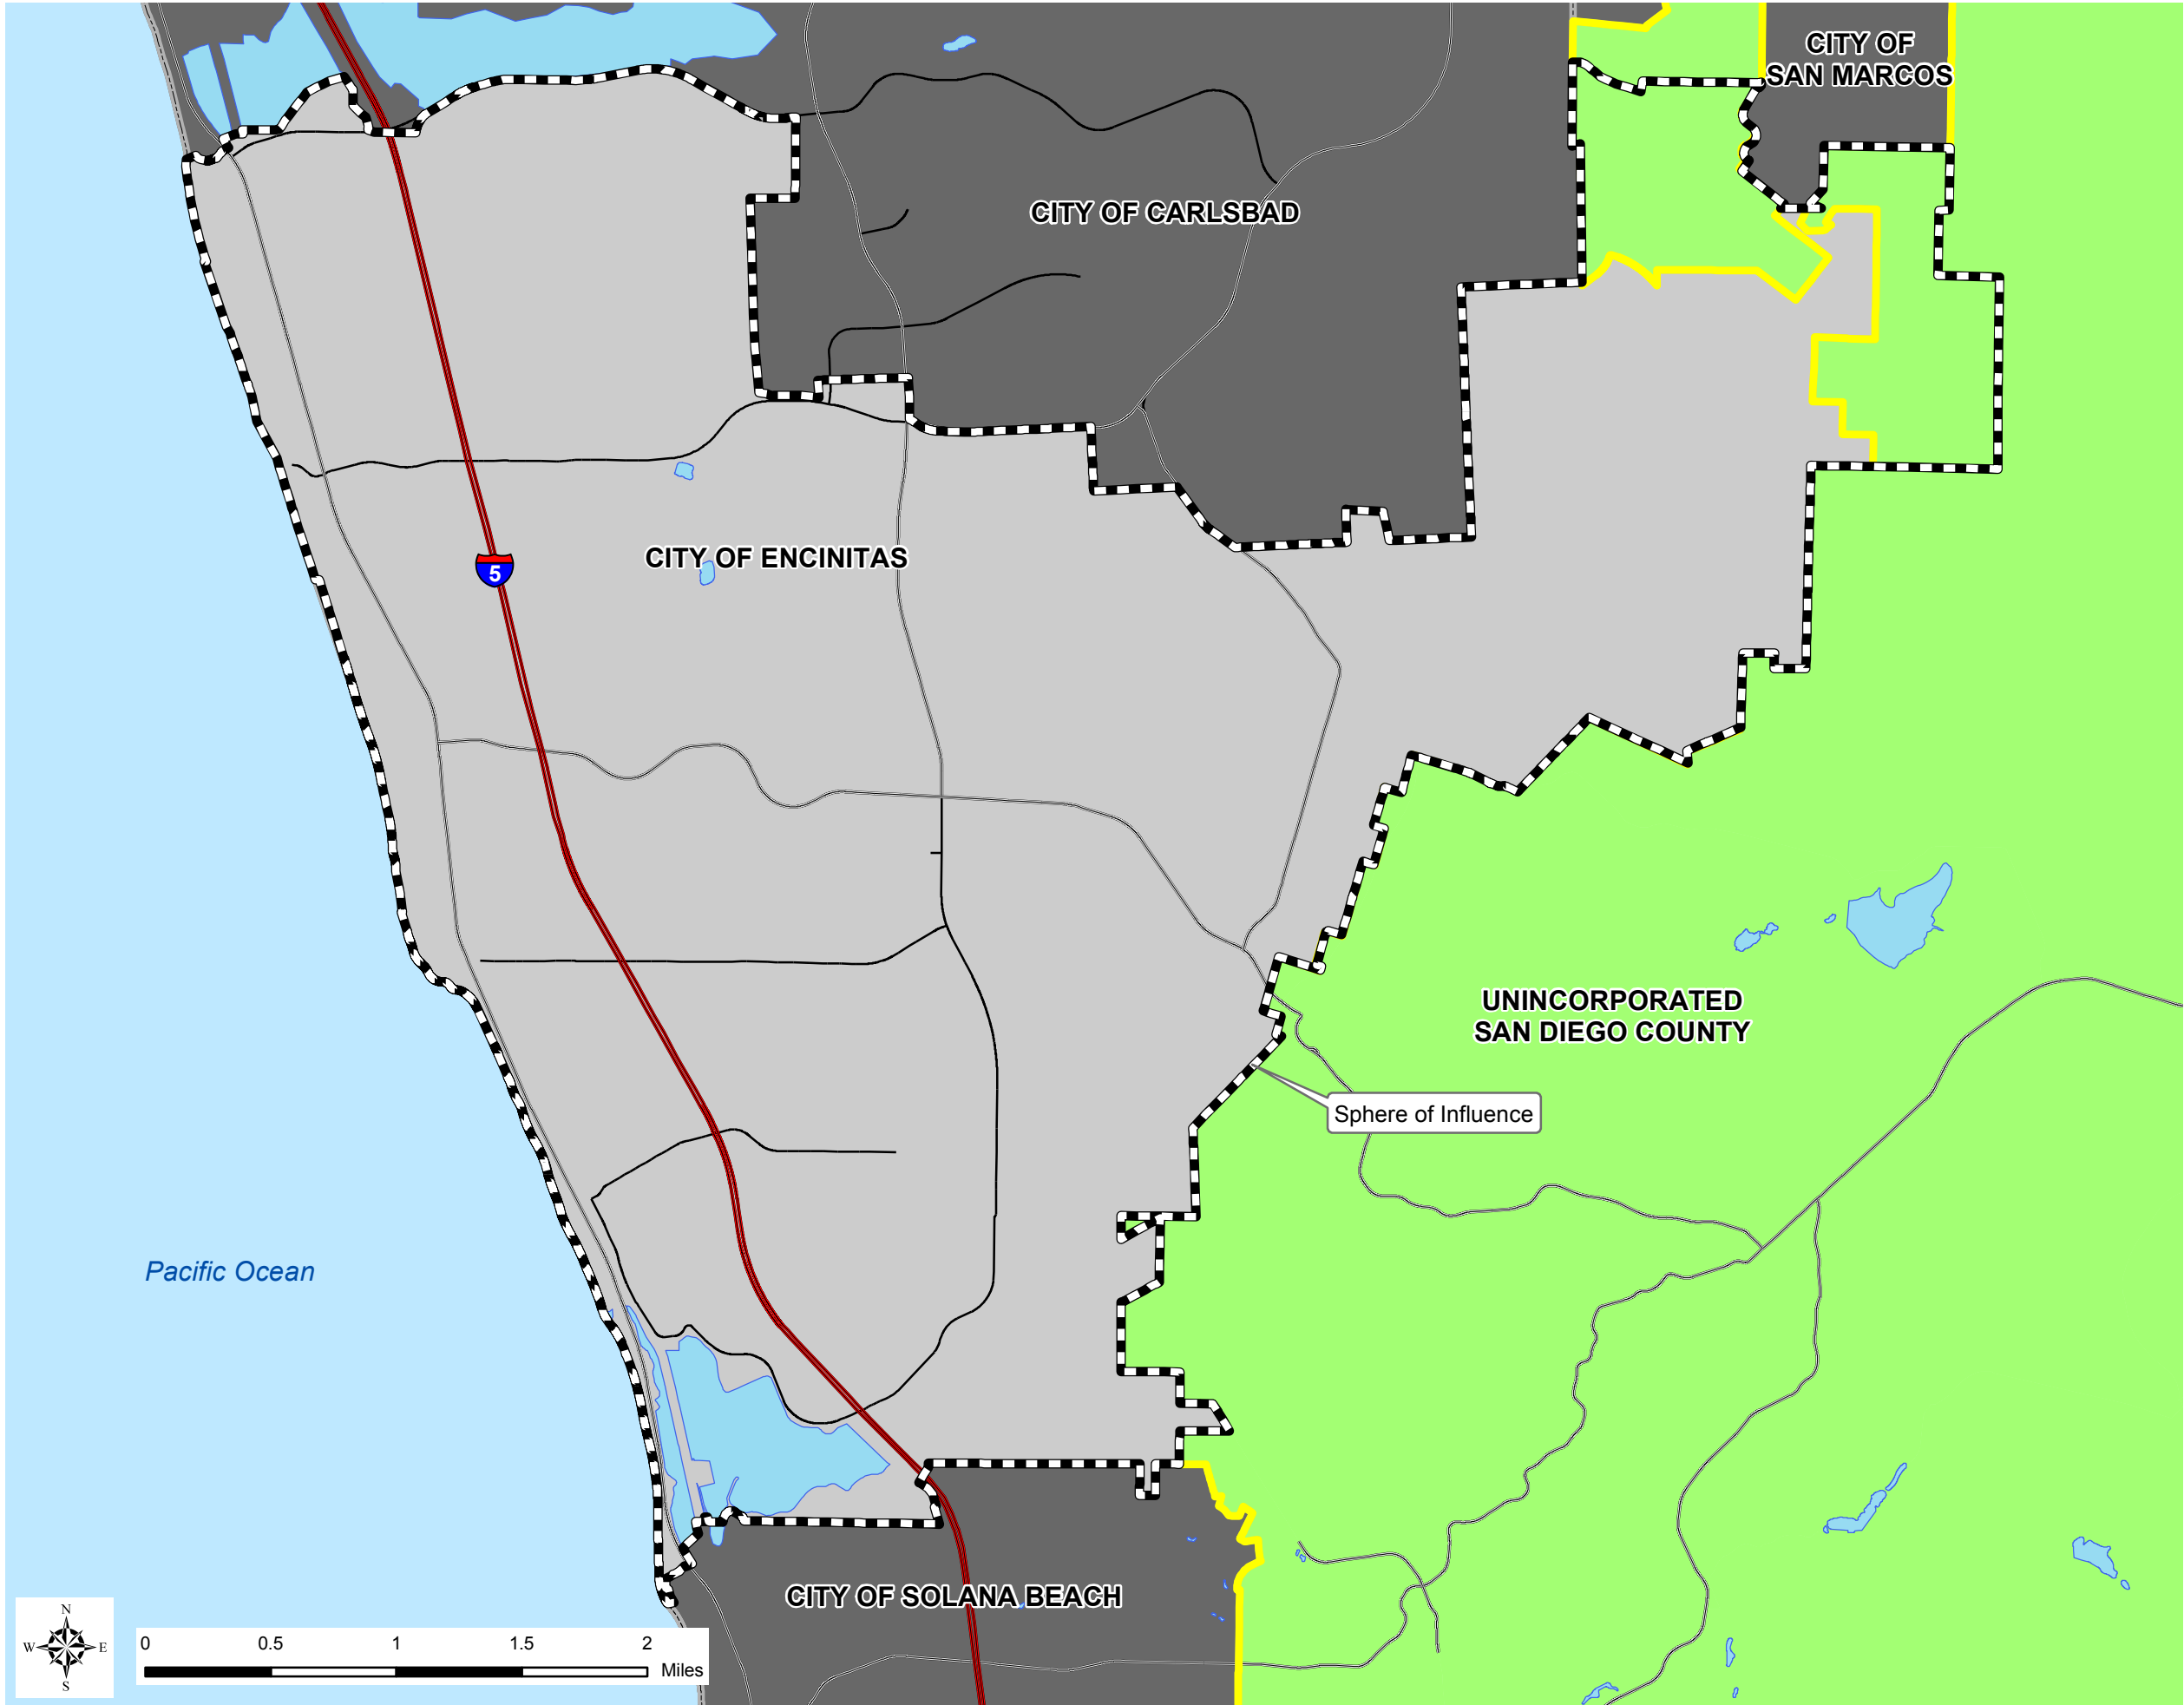 CITY OF
SAN MARCOS
CITY OF CARLSBAD
CITY OF ENCINITAS
5
UNINCORPORATED
SAN DIEGO COUNTY
Sphere of Influence
Pacific Ocean
CITY OF SOLANA BEACH
N
W E
S
0 0.5 1 1.5 2
Miles